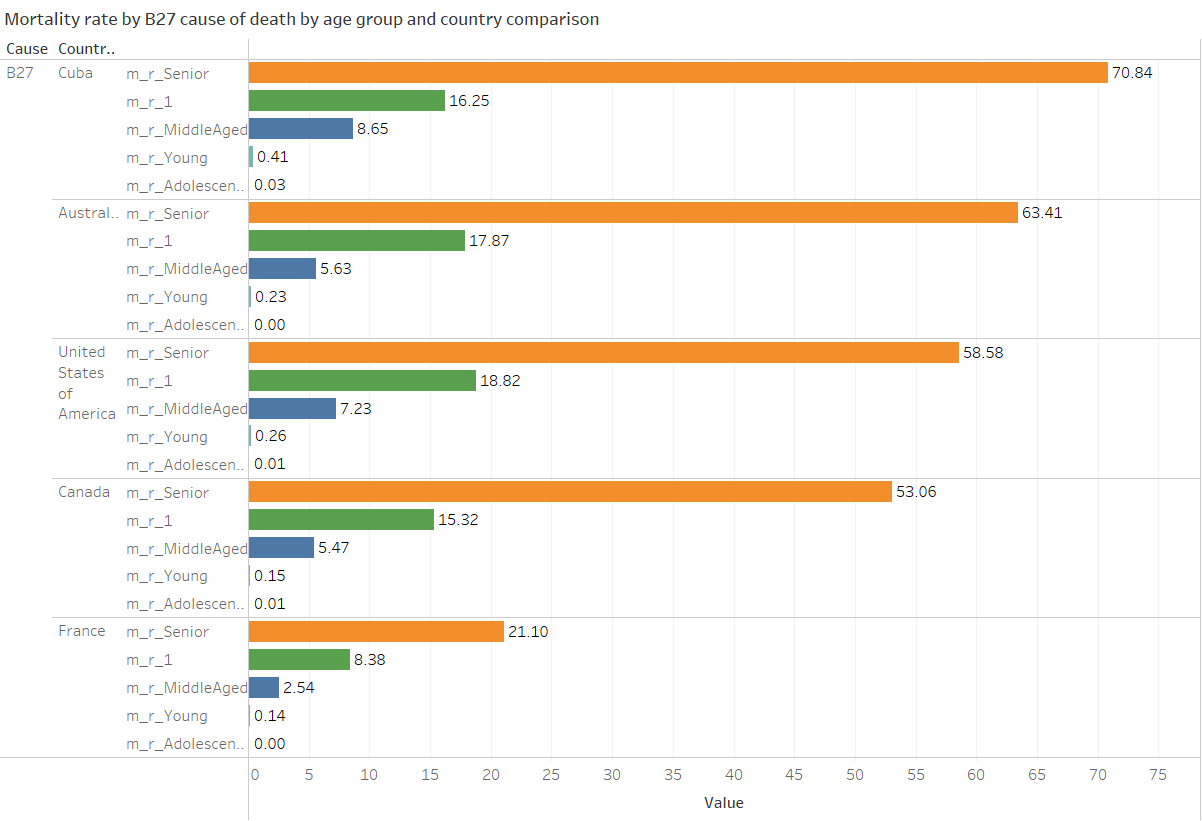 Mortality rate by B27 cause of death by age group and country comparison
Cause Countr..
B27 Cuba m_r_Senior 70.84
m_r_1 16.25
m_r_MiddleAged 8.65
m_r_Young 0.41
m_r_Adolescen.. 0.03
Austral.. m_r_Senior 63.41
m_r_1 17.87
m_r_MiddleAged 5.63
m_r_Young 0.23
m_r_Adolescen.. 0.00
United States of America m_r_Senior 58.58
m_r_1 18.82
m_r_MiddleAged 7.23
m_r_Young 0.26
m_r_Adolescen.. 0.01
Canada m_r_Senior 53.06
m_r_1 15.32
m_r_MiddleAged 5.47
m_r_Young 0.15
m_r_Adolescen.. 0.01
France m_r_Senior 21.10
m_r_1 8.38
m_r_MiddleAged 2.54
m_r_Young 0.14
m_r_Adolescen.. 0.00
0 5 10 15 20 25 30 35 40 45 50 55 60 65 70 75
Value